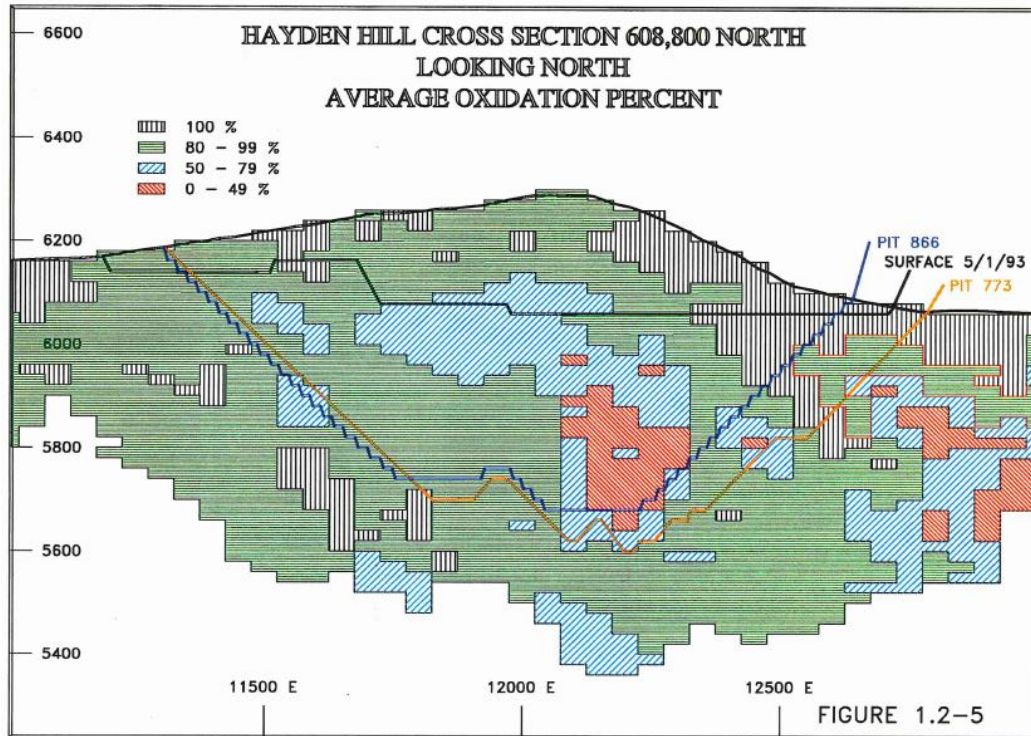 HAYDEN HILL CROSS SECTION 608,800 NORTH
LOOKING NORTH
AVERAGE OXIDATION PERCENT
6600
6400
6200
6000
5800
5600
5400
100 %
80 – 99 %
50 – 79 %
0 – 49 %
PIT 866
SURFACE 5/1/93
PIT 773
11500 E
12000 E
12500 E
FIGURE 1.2–5